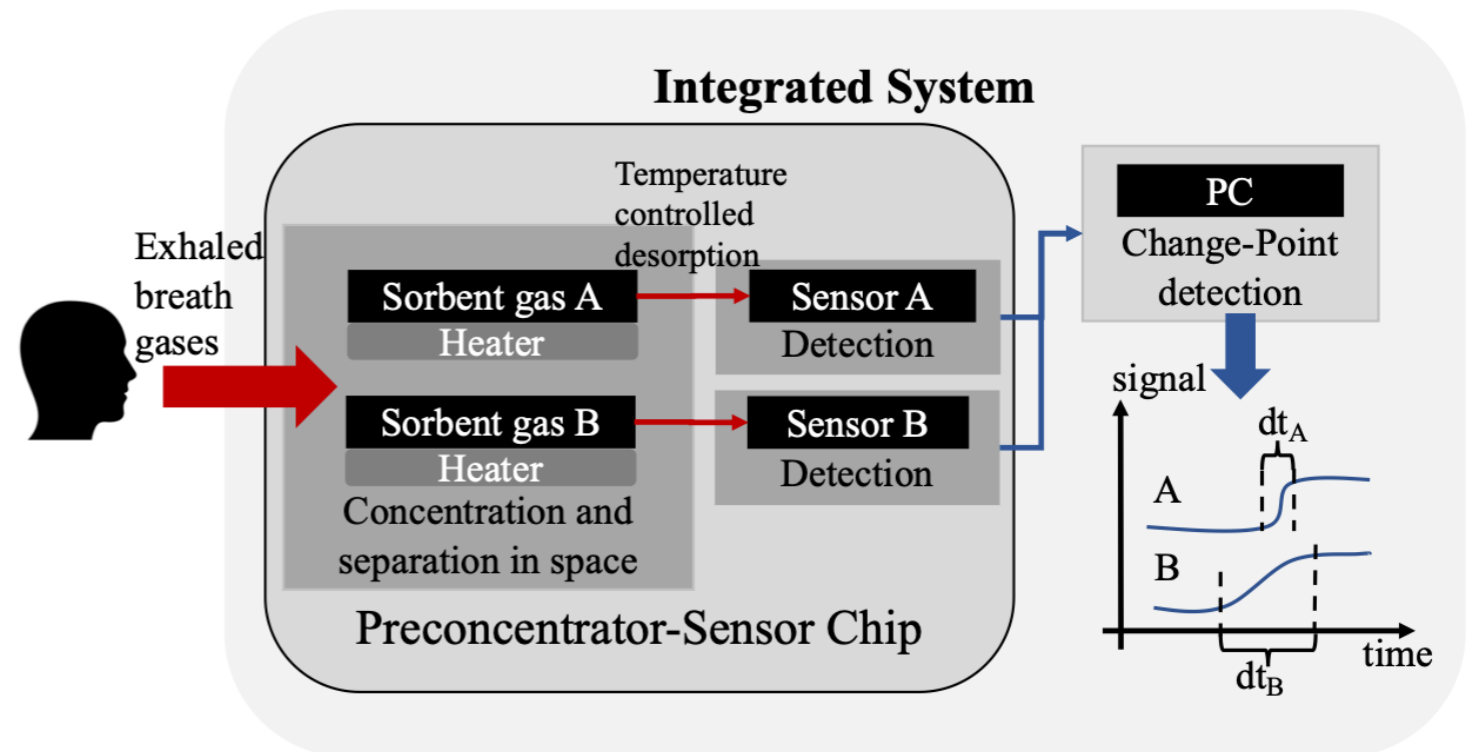 Integrated System
Exhaled
breath
gases
Temperature
controlled
desorption
Sorbent gas A
Heater
Sorbent gas B
Heater
Concentration and
separation in space
Sensor A
Detection
Sensor B
Detection
Preconcentrator-Sensor Chip
PC
Change-Point
detection
signal
dtA
A
B
time
dtB